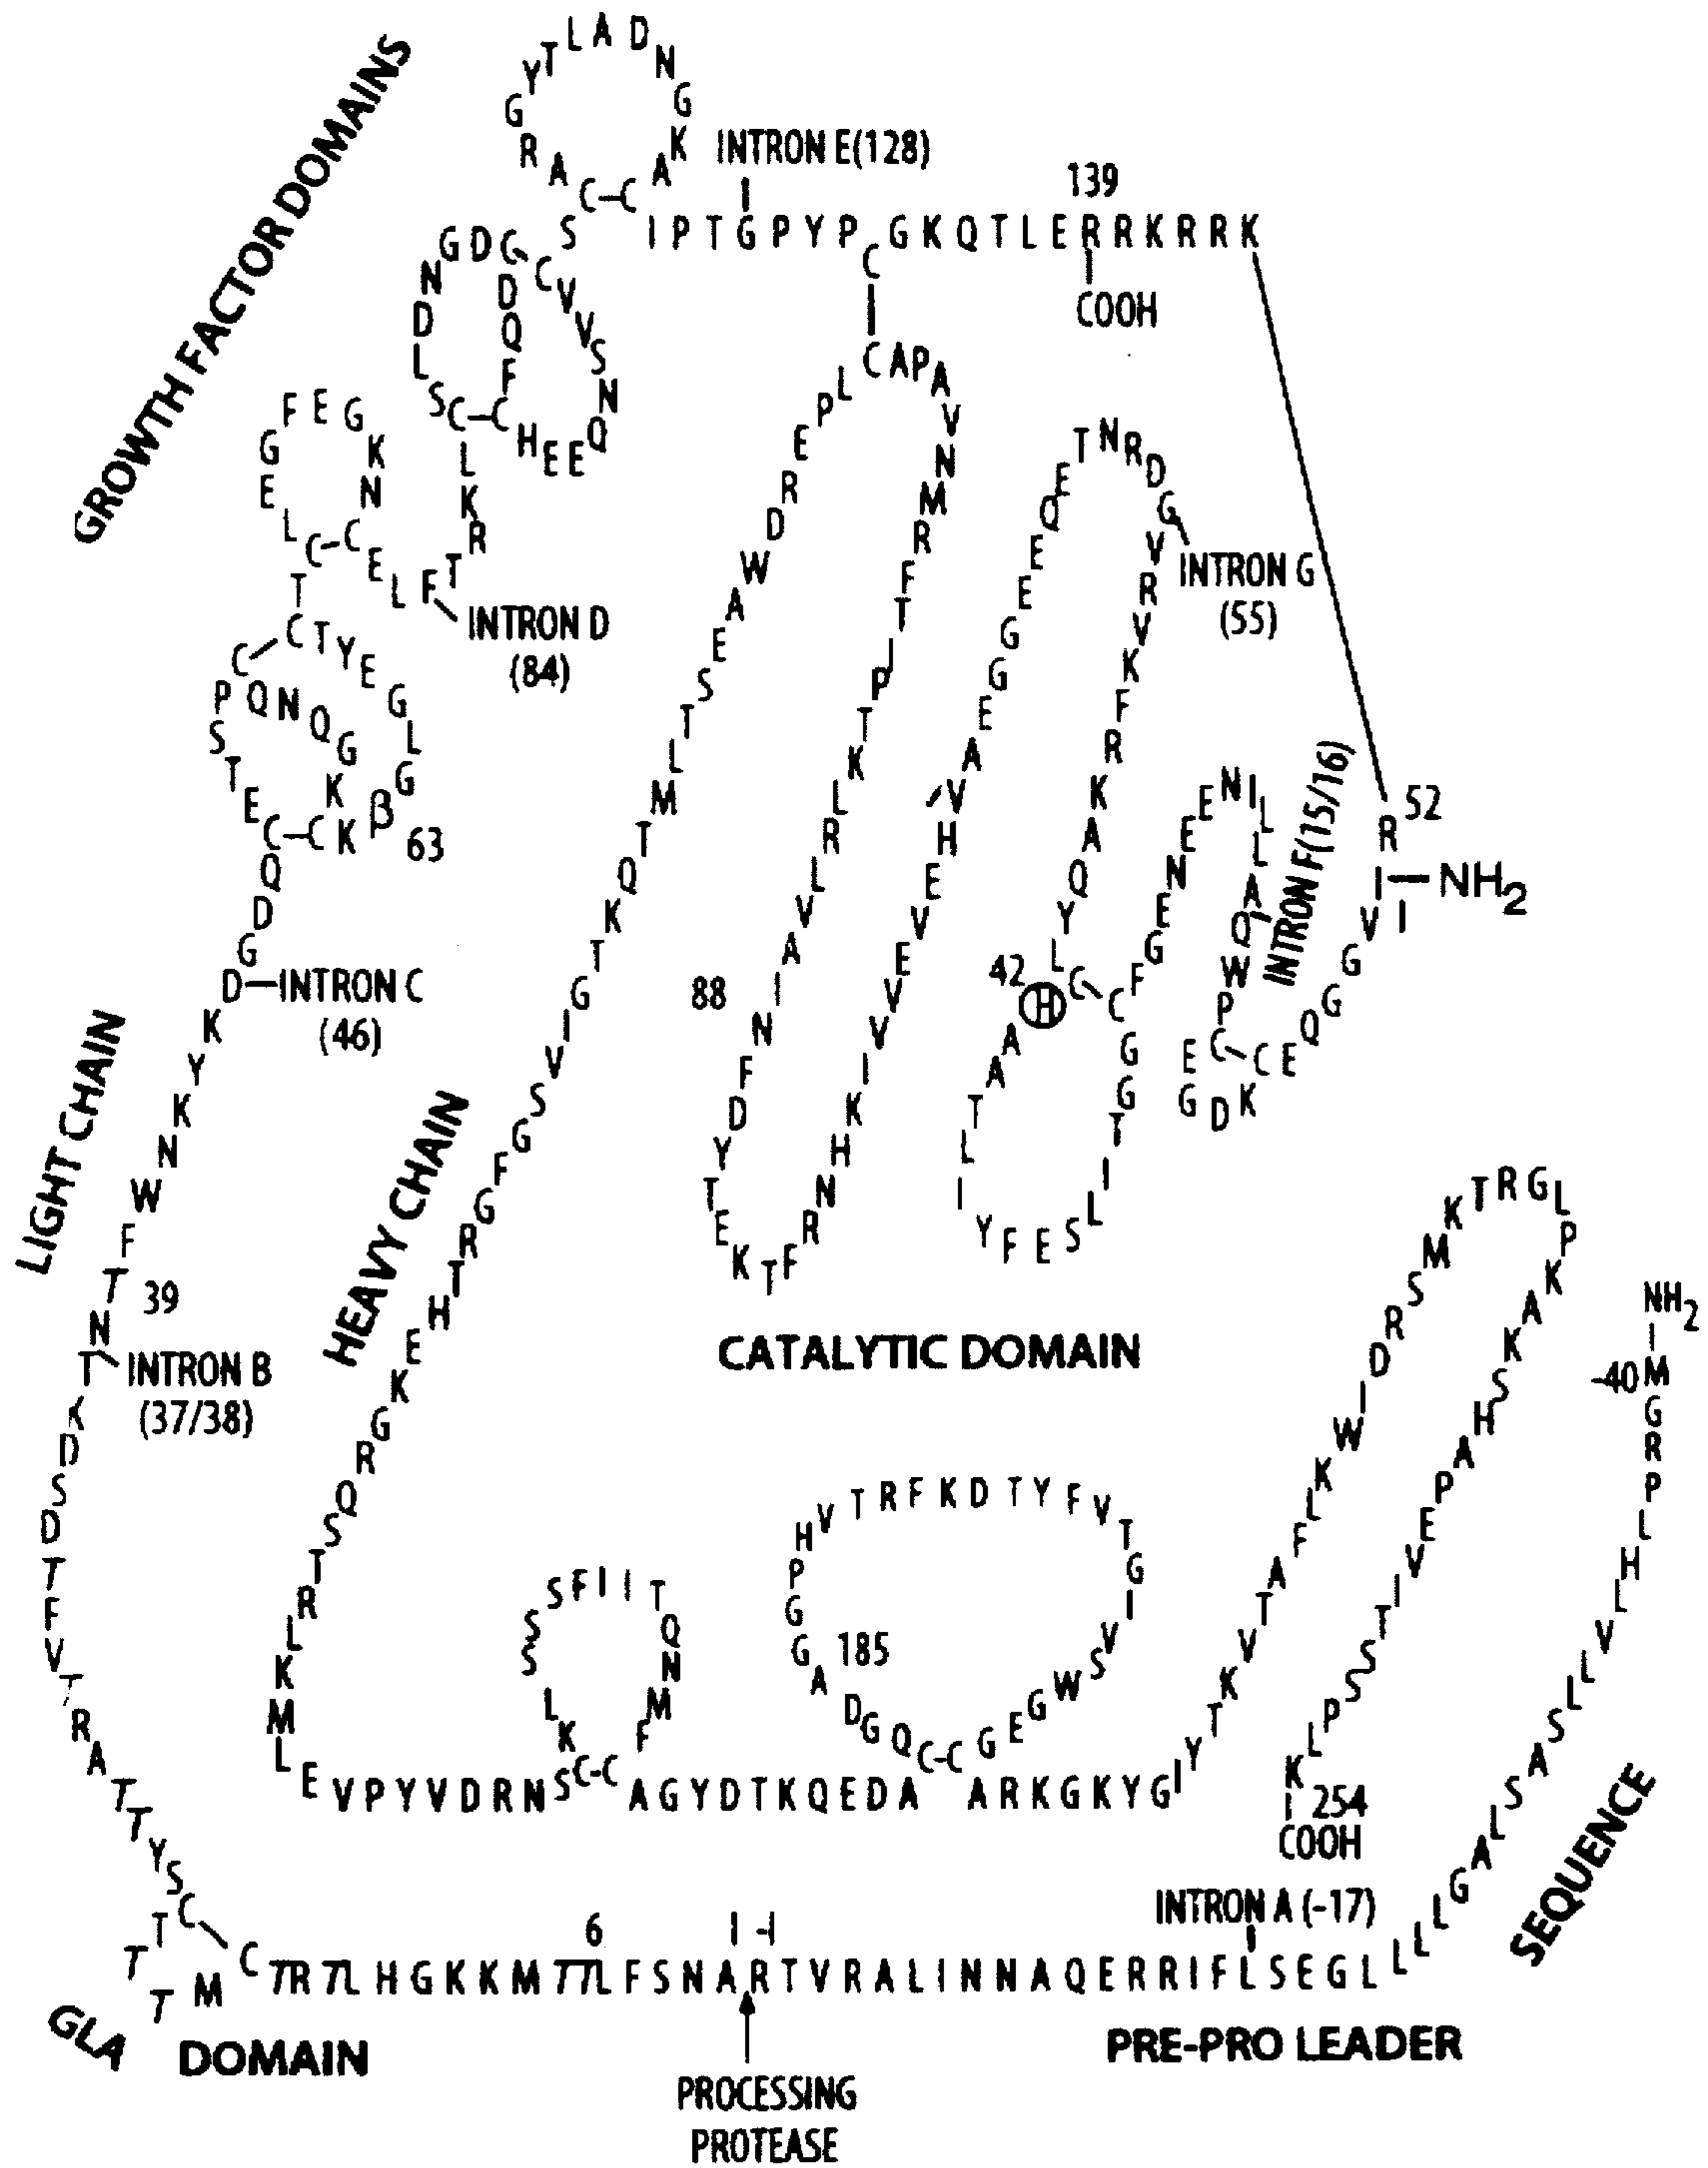 GROWTH FACTOR DOMAINS
Y T L A D N
G G
R K
A C-C A
INTRON E(128)
139
S I P T G P Y P C G K Q T L E R R K R R K
COOH
G D G C V V S N Q E E H C-C
N D L S
D Q F
L K R T F L E
INTRON D
(84)
F E G K N C-C
G E L
T
C T Y E G L G β
63
C P S T E C-C K
Q N Q G K
Q D G D
INTRON C
(46)
K Y K N W F T N T
39
INTRON B
(37/38)
K D S D T F E V T R A T T Y S C
LIGHT CHAIN
C A P A V N M R F T I P T K L R L V A I N F D Y T E K T F R N H K I V V E V E H V A E G G E E Q E T N R D G V R V K F R K A Q Y L G C
88
INTRON G
(55)
42
H
A A T L I Y F E S L I T G G C F G E N E E N I L L A Q W P C-C E Q G G V I R
E G D K
INTRON F(15/16)
52
I—NH2
I
L P E R D W A E S T L M T Q K T G I V S G F G R T H E K G R Q S T R L K M L
HEAVY CHAIN
CATALYTIC DOMAIN
E V P Y V D R N S C-C A G Y D T K Q E D A C-C A R K G K Y G I Y T K V T A F L K W I D R S M K T R G L P K A K S H A P E V I T S S P L K
K L S S S F I I T Q N M F
H V T R F K D T Y F V T G I V S W G E G
P G G A D G Q
185
254
COOH
NH2
-40
M G R P L H L V L L S A S L A G L L L
INTRON A (-17)
6
I -I
T T T M C T R T L H G K K M T T L F S N A R T V R A L I N N A Q E R R I F L S E G L
GLA
DOMAIN
PRE-PRO LEADER
SEQUENCE
PROCESSING
PROTEASE